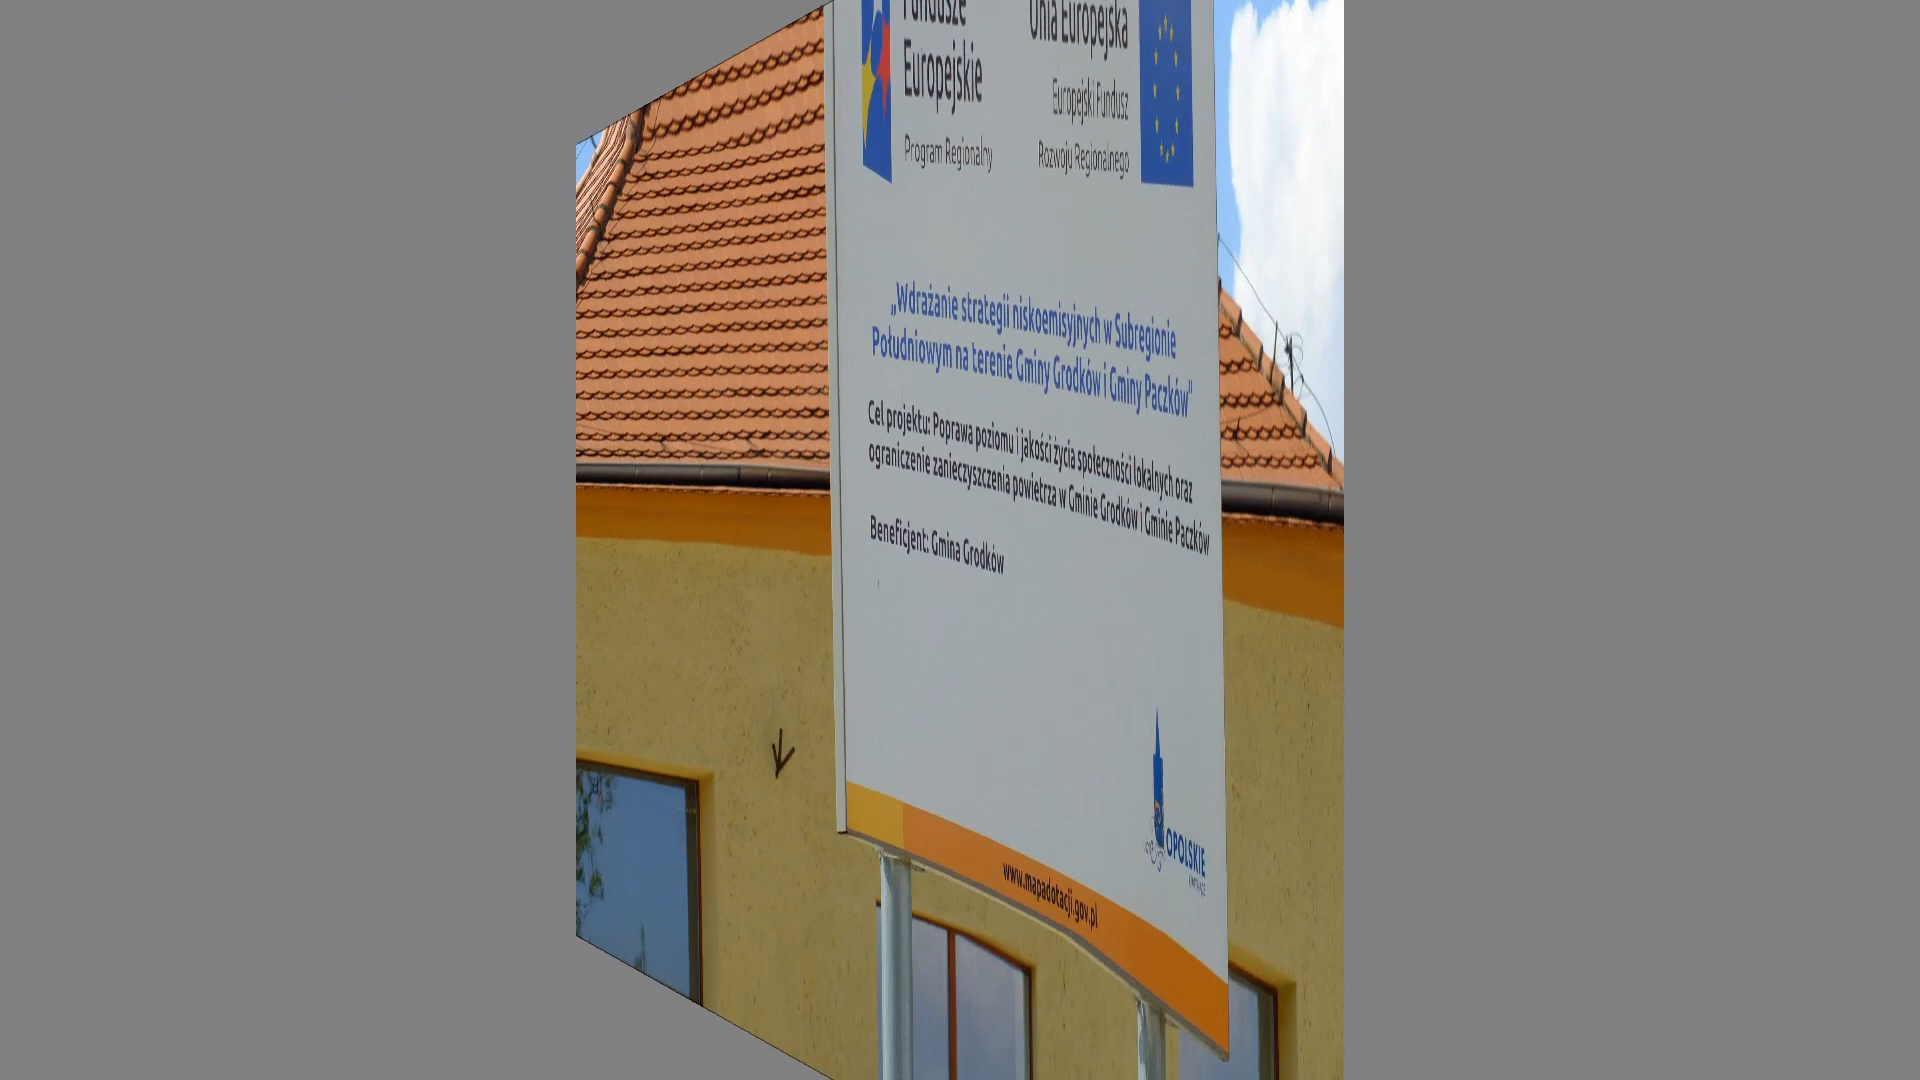 Fundusze
Europejskie
Program Regionalny
Unia Europejska
Europejski Fundusz
Rozwoju Regionalnego
„Wdrażanie strategii niskoemisyjnych w Subregionie
Południowym na terenie Gminy Grodków i Gminy Paczków"
Cel projektu: Poprawa poziomu i jakości życia społeczności lokalnych oraz
ograniczenie zanieczyszczenia powietrza w Gminie Grodków i Gminie Paczków
Beneficjent: Gmina Grodków
OPOLSKIE
www.mapadotacji.gov.pl